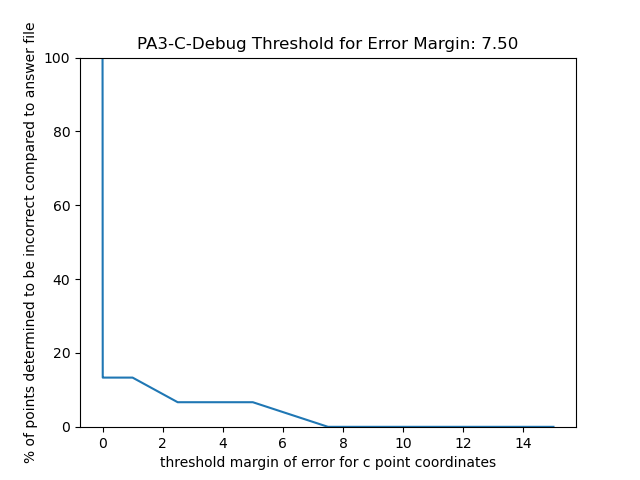 PA3-C-Debug Threshold for Error Margin: 7.50
% of points determined to be incorrect compared to answer file
100
80
60
40
20
0
0 2 4 6 8 10 12 14
threshold margin of error for c point coordinates